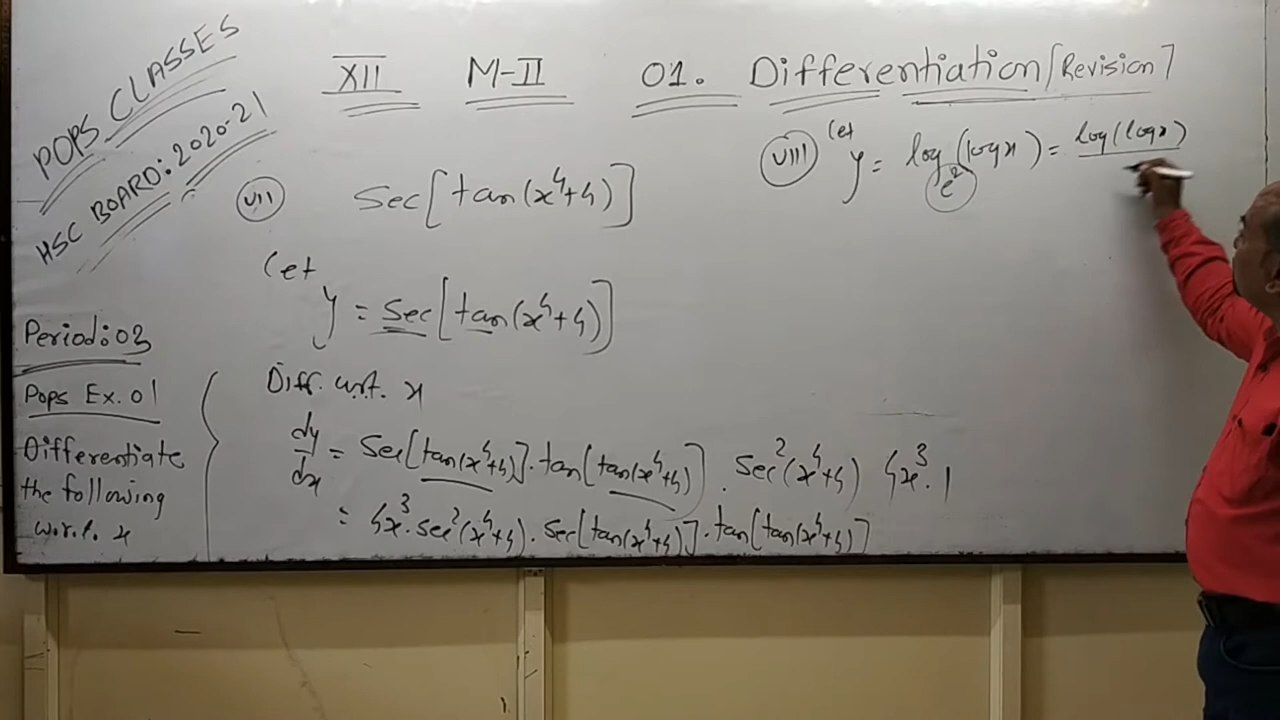 POPS CLASSES
HSC BOARD: 2020-21
XII M-II 01. Differentiation [Revision]
VII sec[tan(x⁴+4)]
Let
y = sec[tan(x⁴+4)]
Diff. w.r.t. x
dy/dx = sec[tan(x⁴+4)].tan[tan(x⁴+4)] . sec²(x⁴+4) 4x³.1
= 4x³.sec²(x⁴+4).sec[tan(x⁴+4)].tan[tan(x⁴+4)]
Period: 03
Pops Ex. 01
Differentiate
the following
w.r.t. x
VIII Let
y = log_e²(log x) = log(log x)